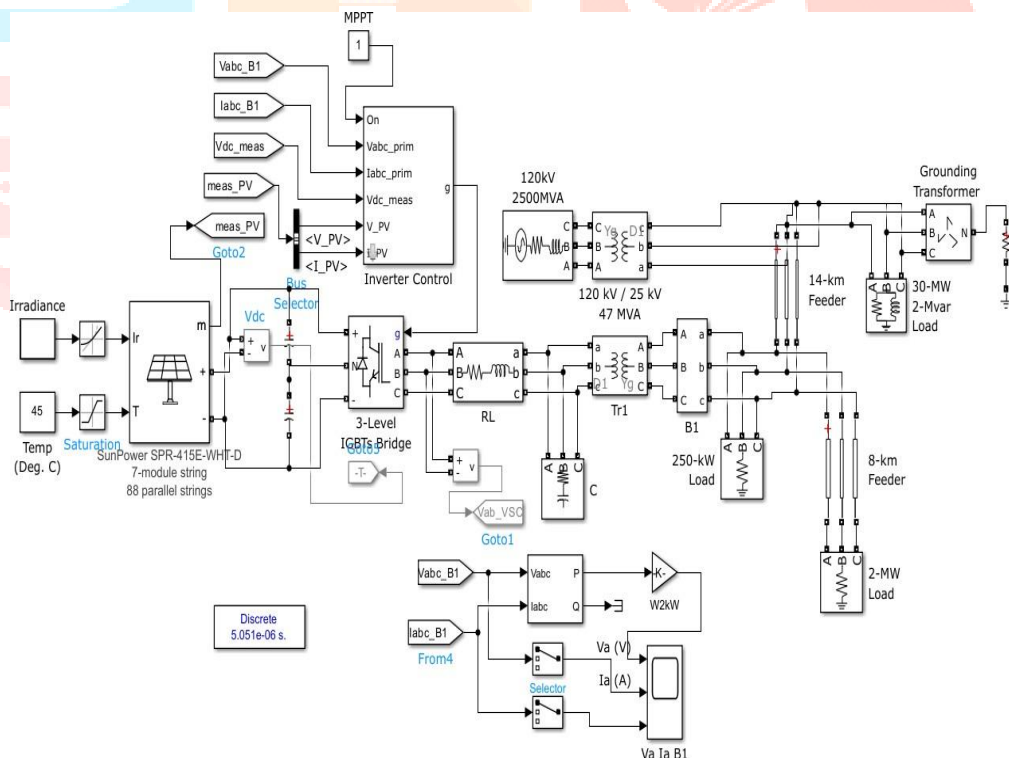 MPPT
1
Vabc_B1
Iabc_B1
Vdc_meas
meas_PV
meas_PV
Goto2
On
Vabc_prim
Iabc_prim
Vdc_meas
V_PV
PV
g
Inverter Control
<V_PV>
<I_PV>
Bus
Selector
Irradiance
Ir
T
m
+
-
45
Temp
(Deg. C)
Saturation
SunPower SPR-415E-WHT-D
7-module string
88 parallel strings
Vdc
+
-
v
+
N
-
g
A
B
C
3-Level
IGBTs Bridge
-T-
A
B
C
a
b
c
RL
+
-
v
Vab_VSC
Goto1
A B C
C
120kV
2500MVA
C
B
A
C
B
A
Yg
b
a
120 kV / 25 kV
47 MVA
a
b
c
D1
Yg
A
B
C
Tr1
A
B
C
a
b
c
B1
14-km
Feeder
Grounding
Transformer
A
B
C
N
A B C
30-MW
2-Mvar
Load
A B C
250-kW
Load
8-km
Feeder
A B C
2-MW
Load
Vabc_B1
Iabc_B1
From4
Vabc
Iabc
P
Q
-K-
W2kW
Selector
Va (V)
Ia (A)
Va Ia B1
Discrete
5.051e-06 s.